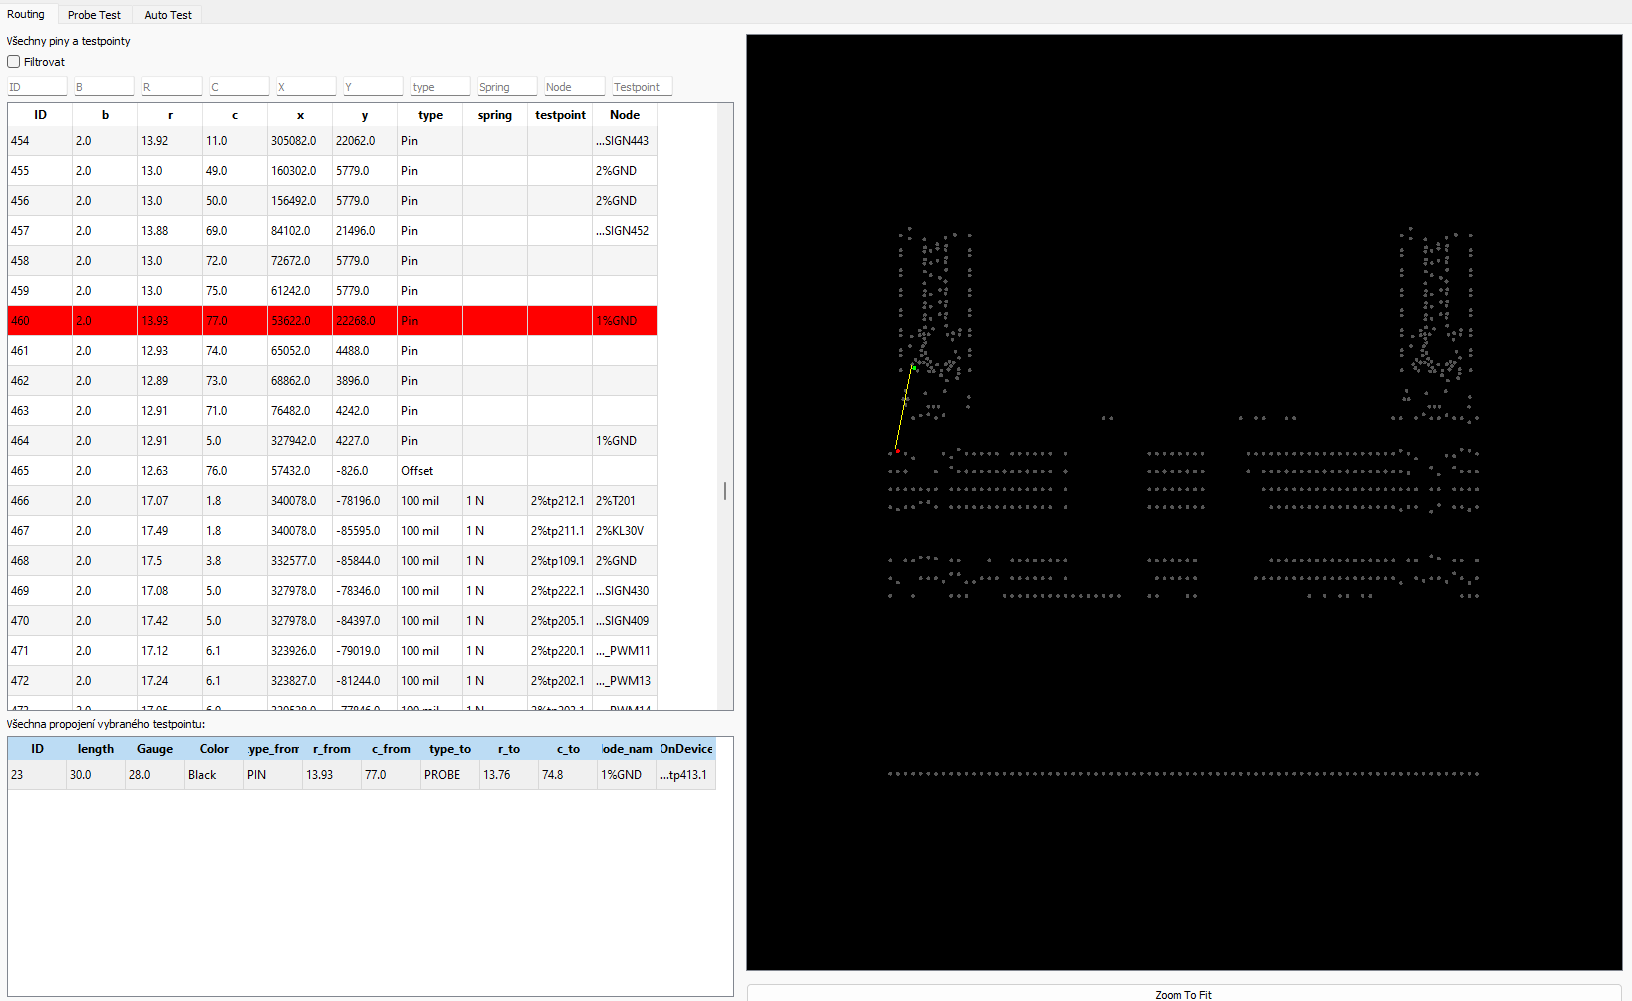 Routing Probe Test Auto Test
Všechny piny a testpointy
Filtrovat
ID B R C X Y type Spring Node Testpoint
ID b r c x y type spring testpoint Node
454 2.0 13.92 11.0 305082.0 22062.0 Pin ...SIGN443
455 2.0 13.0 49.0 160302.0 5779.0 Pin 2%GND
456 2.0 13.0 50.0 156492.0 5779.0 Pin 2%GND
457 2.0 13.88 69.0 84102.0 21496.0 Pin ...SIGN452
458 2.0 13.0 72.0 72672.0 5779.0 Pin
459 2.0 13.0 75.0 61242.0 5779.0 Pin
460 2.0 13.93 77.0 53622.0 22268.0 Pin 1%GND
461 2.0 12.93 74.0 65052.0 4488.0 Pin
462 2.0 12.89 73.0 68862.0 3896.0 Pin
463 2.0 12.91 71.0 76482.0 4242.0 Pin
464 2.0 12.91 5.0 327942.0 4227.0 Pin 1%GND
465 2.0 12.63 76.0 57432.0 -826.0 Offset
466 2.0 17.07 1.8 340078.0 -78196.0 100 mil 1 N 2%tp212.1 2%T201
467 2.0 17.49 1.8 340078.0 -85595.0 100 mil 1 N 2%tp211.1 2%KL30V
468 2.0 17.5 3.8 332577.0 -85844.0 100 mil 1 N 2%tp109.1 2%GND
469 2.0 17.08 5.0 327978.0 -78346.0 100 mil 1 N 2%tp222.1 ...SIGN430
470 2.0 17.42 5.0 327978.0 -84397.0 100 mil 1 N 2%tp205.1 ...SIGN409
471 2.0 17.12 6.1 323926.0 -79019.0 100 mil 1 N 2%tp220.1 ..._PWM11
472 2.0 17.24 6.1 323827.0 -81244.0 100 mil 1 N 2%tp202.1 ..._PWM13
Všechna propojení vybraného testpointu:
ID length Gauge Color ype_from r_from c_from type_to r_to c_to ode_nam OnDevice
23 30.0 28.0 Black PIN 13.93 77.0 PROBE 13.76 74.8 1%GND ...tp413.1
Zoom To Fit